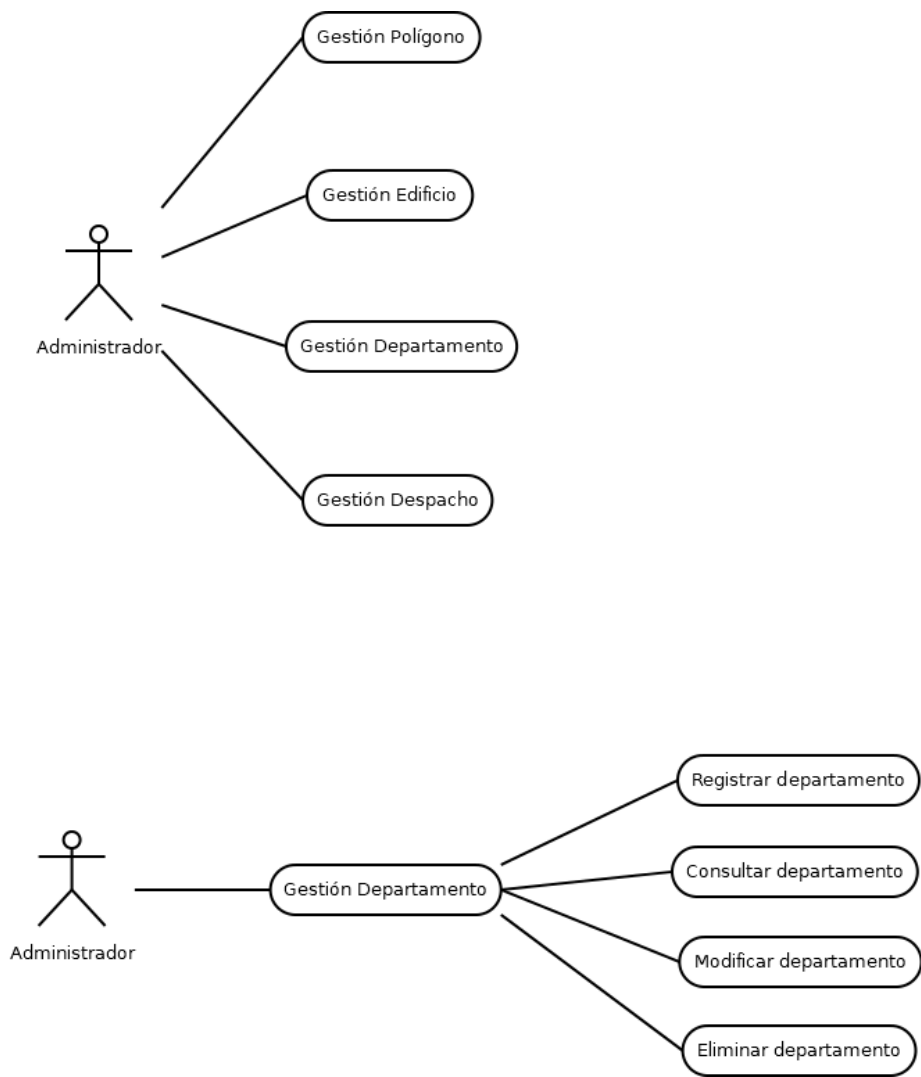 Gestión Polígono
Gestión Edificio
Gestión Departamento
Administrador
Gestión Despacho
Registrar departamento
Consultar departamento
Gestión Departamento
Administrador
Modificar departamento
Eliminar departamento